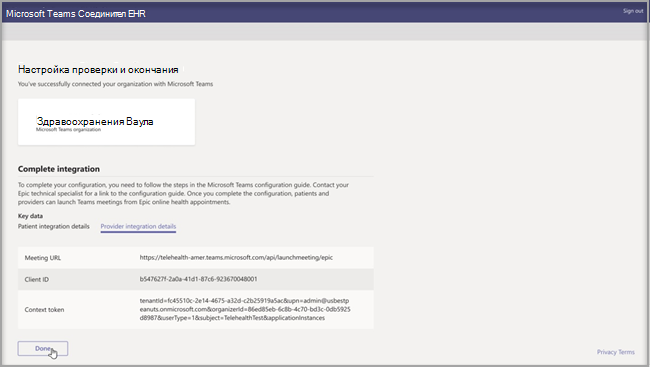 Microsoft Teams Соединител EHR
Sign out
Настройка проверки и окончания
You've successfully connected your organization with Microsoft Teams
Здравоохранения Ваула
Microsoft Teams organization
Complete integration
To complete your configuration, you need to follow the steps in the Microsoft Teams configuration guide. Contact your
Epic technical specialist for a link to the configuration guide. Once you complete the configuration, patients and
providers can launch Teams meetings from Epic online health appointments.
Key data
Patient integration details Provider integration details
Meeting URL https://telehealth-amer.teams.microsoft.com/api/launchmeeting/epic
Client ID b547627f-2a0a-41d1-87c6-923670048001
tenantId=fc45510c-2e14-4675-a32d-c2b25919a5ac&upn=admin@usbestp
Context token eanuts.onmicrosoft.com&organizerId=86ed85eb-6c8b-4c70-bd3c-0db5925
d8987&userType=1&subject=TelehealthTest&applicationInstances
Done
Privacy Terms